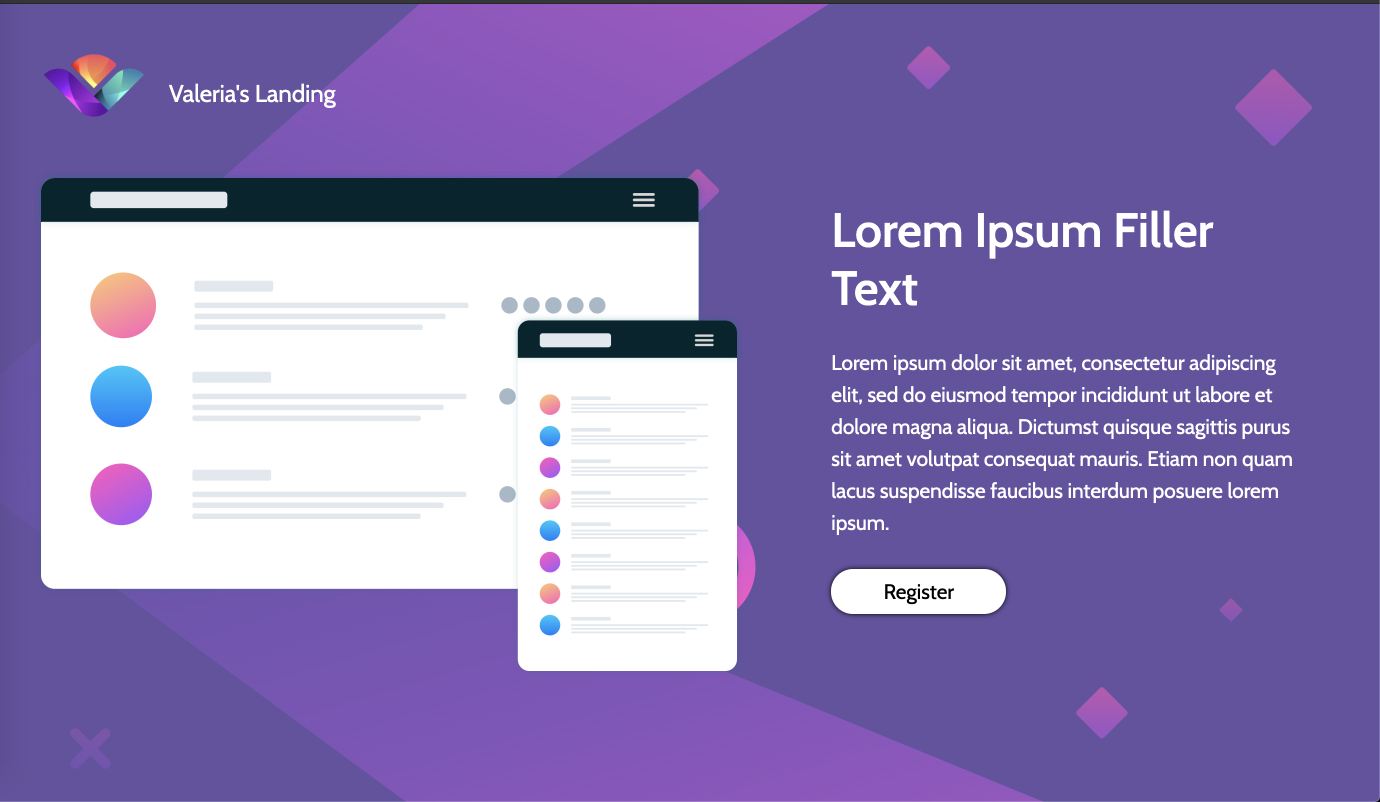 Valeria's Landing
Lorem Ipsum Filler
Text
Lorem ipsum dolor sit amet, consectetur adipiscing
elit, sed do eiusmod tempor incididunt ut labore et
dolore magna aliqua. Dictumst quisque sagittis purus
sit amet volutpat consequat mauris. Etiam non quam
lacus suspendisse faucibus interdum posuere lorem
ipsum.
Register